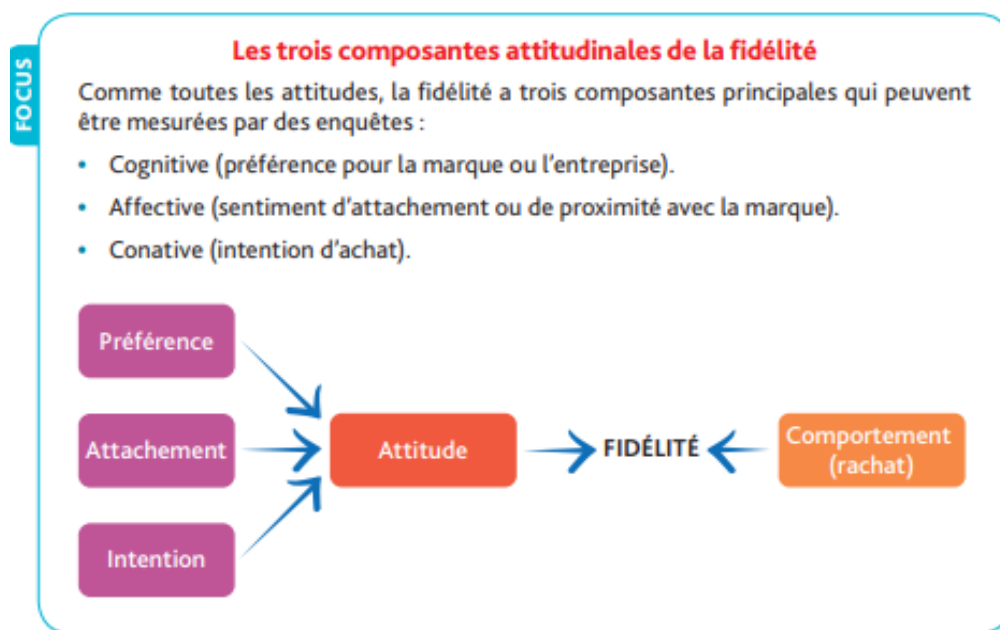 FOCUS
Les trois composantes attitudinales de la fidélité
Comme toutes les attitudes, la fidélité a trois composantes principales qui peuvent
être mesurées par des enquêtes :
• Cognitive (préférence pour la marque ou l'entreprise).
• Affective (sentiment d'attachement ou de proximité avec la marque).
• Conative (intention d'achat).
Préférence
Attachement
Attitude
FIDÉLITÉ
Comportement
(rachat)
Intention